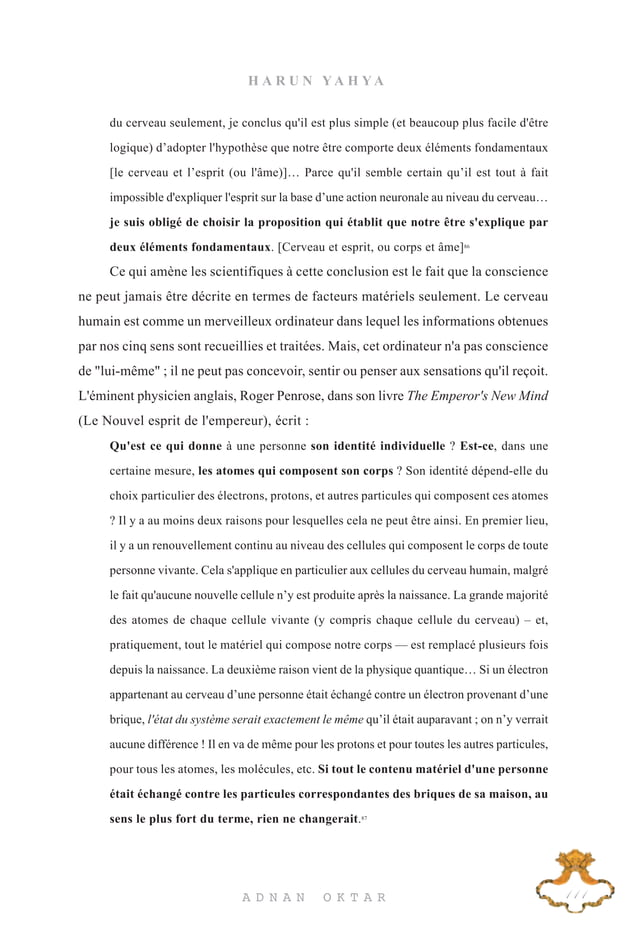 HARUN YAHYA
du cerveau seulement, je conclus qu'il est plus simple (et beaucoup plus facile d'être
logique) d’adopter l'hypothèse que notre être comporte deux éléments fondamentaux
[le cerveau et l’esprit (ou l'âme)]… Parce qu'il semble certain qu’il est tout à fait
impossible d'expliquer l'esprit sur la base d’une action neuronale au niveau du cerveau…
je suis obligé de choisir la proposition qui établit que notre être s'explique par
deux éléments fondamentaux. [Cerveau et esprit, ou corps et âme]86
Ce qui amène les scientifiques à cette conclusion est le fait que la conscience
ne peut jamais être décrite en termes de facteurs matériels seulement. Le cerveau
humain est comme un merveilleux ordinateur dans lequel les informations obtenues
par nos cinq sens sont recueillies et traitées. Mais, cet ordinateur n'a pas conscience
de "lui-même" ; il ne peut pas concevoir, sentir ou penser aux sensations qu'il reçoit.
L'éminent physicien anglais, Roger Penrose, dans son livre The Emperor's New Mind
(Le Nouvel esprit de l'empereur), écrit :
Qu'est ce qui donne à une personne son identité individuelle ? Est-ce, dans une
certaine mesure, les atomes qui composent son corps ? Son identité dépend-elle du
choix particulier des électrons, protons, et autres particules qui composent ces atomes
? Il y a au moins deux raisons pour lesquelles cela ne peut être ainsi. En premier lieu,
il y a un renouvellement continu au niveau des cellules qui composent le corps de toute
personne vivante. Cela s'applique en particulier aux cellules du cerveau humain, malgré
le fait qu'aucune nouvelle cellule n’y est produite après la naissance. La grande majorité
des atomes de chaque cellule vivante (y compris chaque cellule du cerveau) – et,
pratiquement, tout le matériel qui compose notre corps — est remplacé plusieurs fois
depuis la naissance. La deuxième raison vient de la physique quantique… Si un électron
appartenant au cerveau d’une personne était échangé contre un électron provenant d’une
brique, l'état du système serait exactement le même qu’il était auparavant ; on n’y verrait
aucune différence ! Il en va de même pour les protons et pour toutes les autres particules,
pour tous les atomes, les molécules, etc. Si tout le contenu matériel d'une personne
était échangé contre les particules correspondantes des briques de sa maison, au
sens le plus fort du terme, rien ne changerait.87
ADNAN OKTAR
111